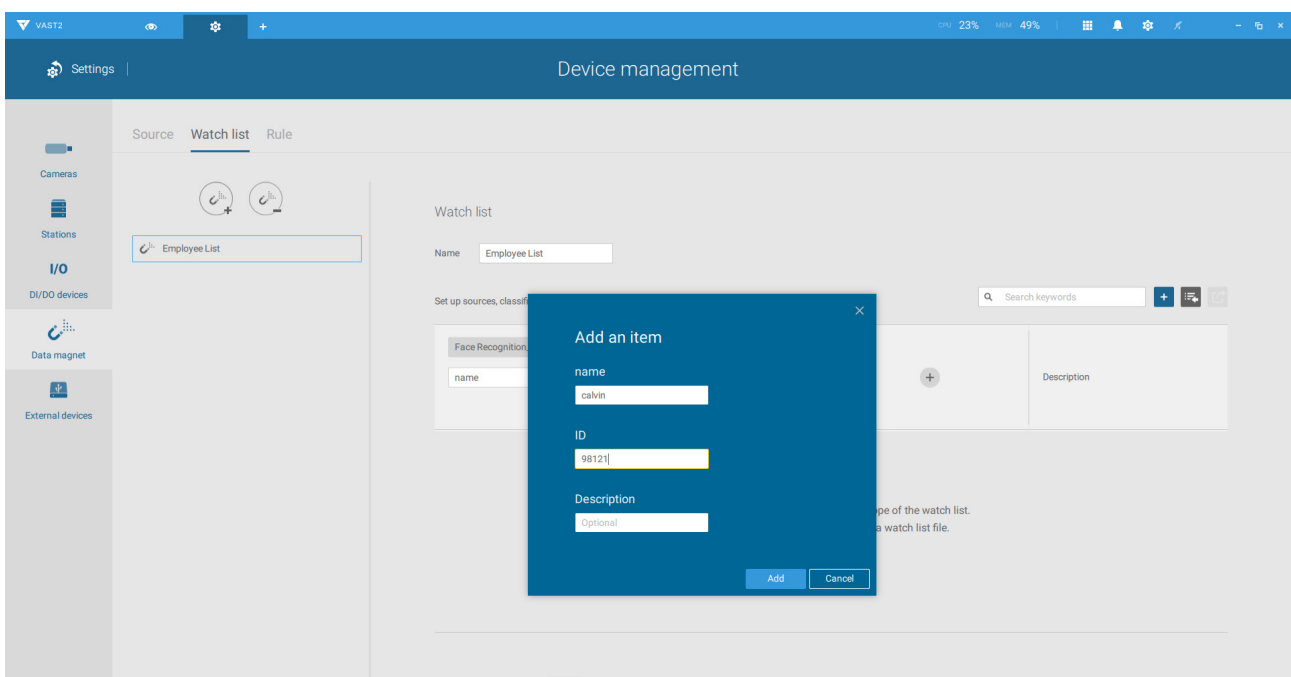 VAST2
+
CPU 23% MEM 49%
Settings
Device management
Source Watch list Rule
Cameras
Stations
I/O
DI/DO devices
Data magnet
External devices
Employee List
Watch list
Name Employee List
Set up sources, classifi
Search keywords
+
Face Recognition,
name
+
Description
Add an item
name
calvin
ID
98121
Description
Optional
Add Cancel
ope of the watch list.
a watch list file.